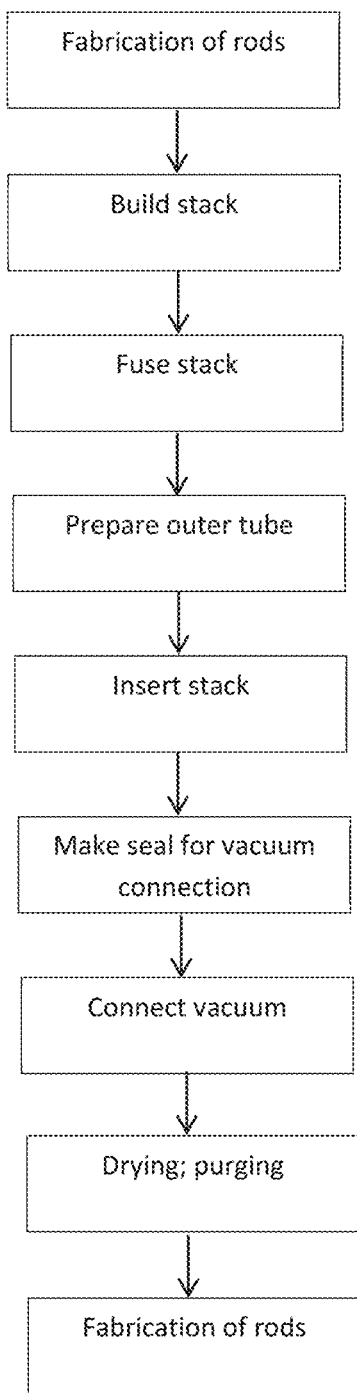 Fabrication of rods
Build stack
Fuse stack
Prepare outer tube
Insert stack
Make seal for vacuum
connection
Connect vacuum
Drying; purging
Fabrication of rods